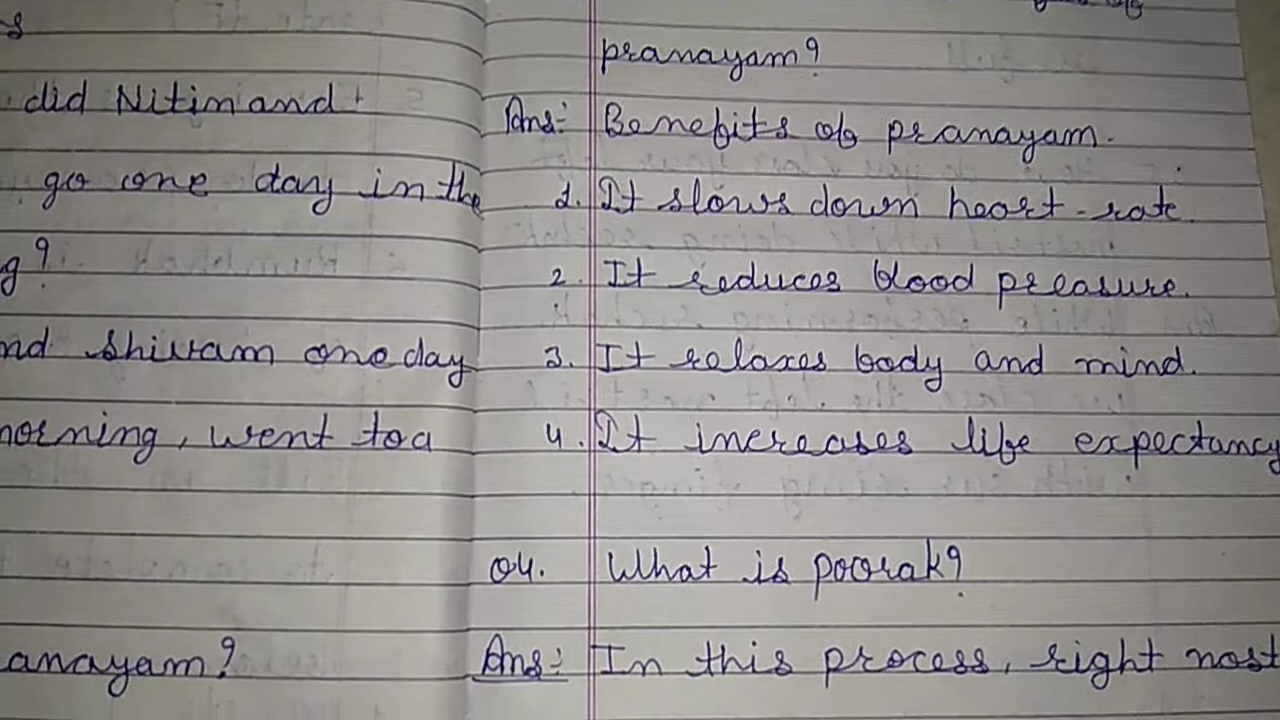 s
did Nitin and
go one day in the
g?
nd shivam one day
morning, went to a
anayam?
pranayam?
Ans:- Benefits of pranayam.
1. It slows down heart-rate.
2. It reduces blood preasure.
3. It relaxes body and mind.
4. It increases life expectancy
Q4. What is poorak?
Ans:- In this process, right nost